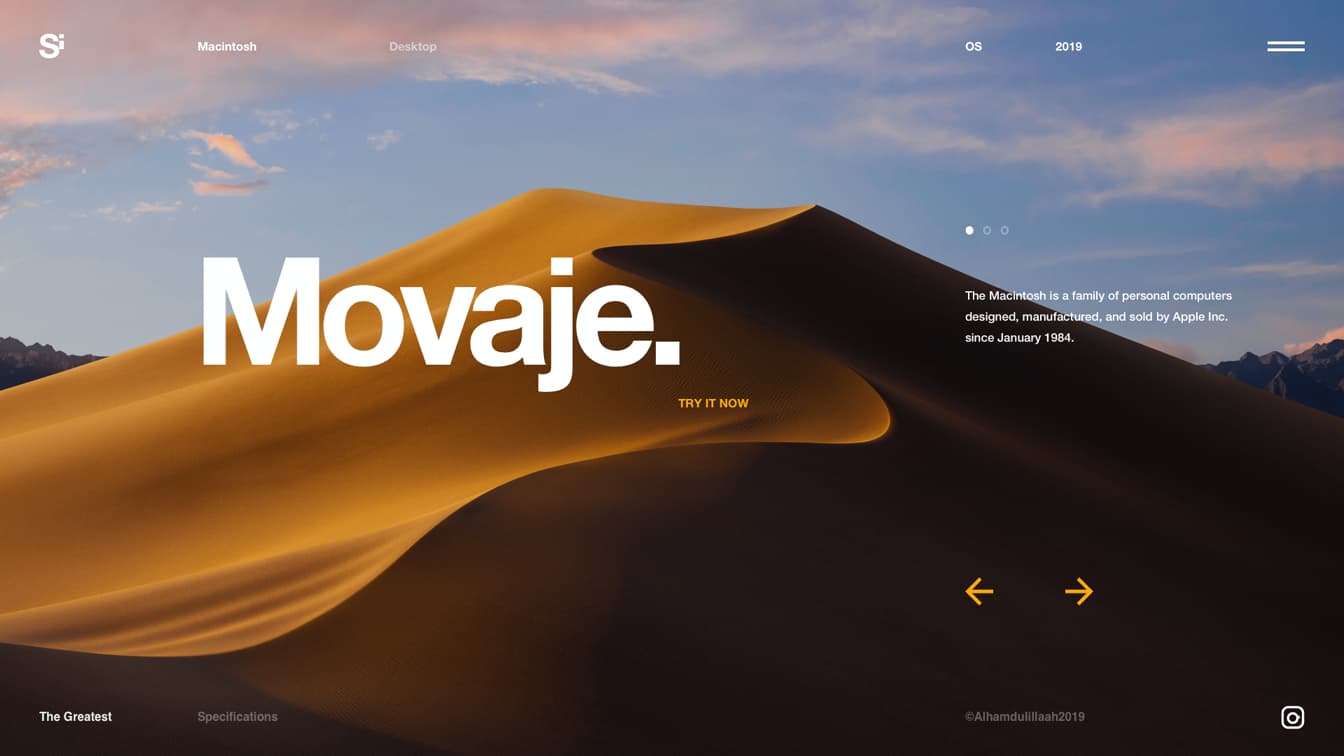 Si
Macintosh
Desktop
OS
2019
Movaje.
The Macintosh is a family of personal computers
designed, manufactured, and sold by Apple Inc.
since January 1984.
TRY IT NOW
The Greatest
Specifications
©Alhamdulillaah2019